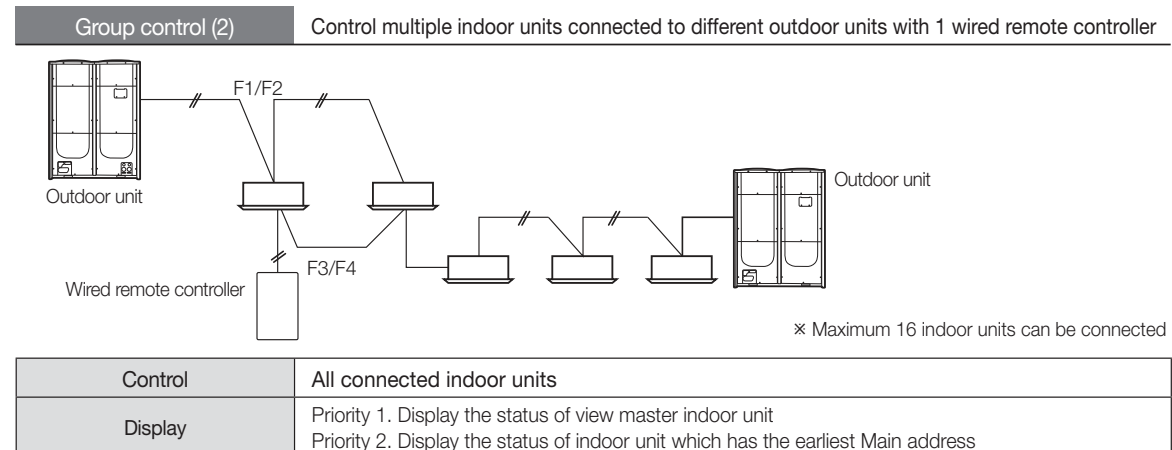 Group control (2)
Control multiple indoor units connected to different outdoor units with 1 wired remote controller
F1/F2
Outdoor unit
Outdoor unit
F3/F4
Wired remote controller
※ Maximum 16 indoor units can be connected
Control
All connected indoor units
Display
Priority 1. Display the status of view master indoor unit
Priority 2. Display the status of indoor unit which has the earliest Main address